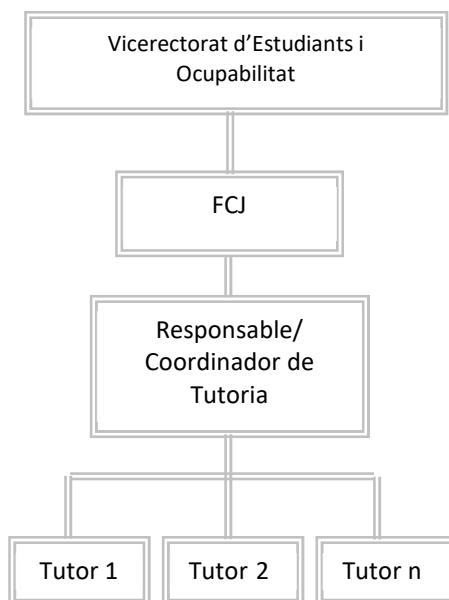 Vicerectorat d’Estudiants i
Ocupabilitat
FCJ
Responsable/
Coordinador de
Tutoria
Tutor 1
Tutor 2
Tutor n